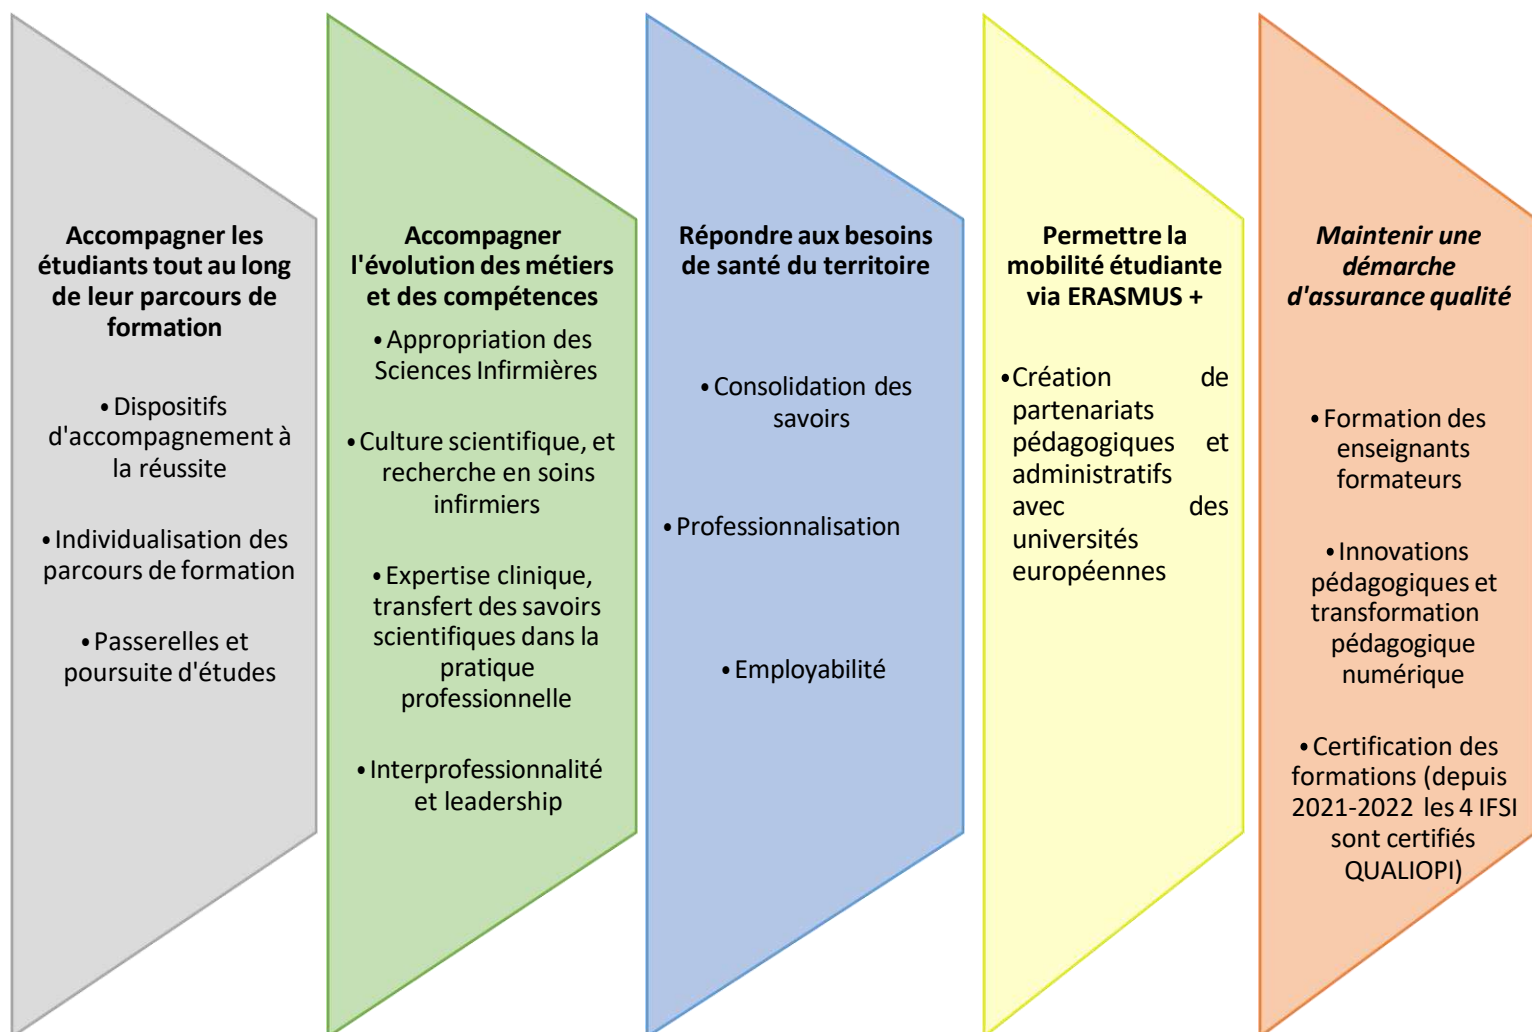 Accompagner les
étudiants tout au long
de leur parcours de
formation
• Dispositifs
d'accompagnement à
la réussite
• Individualisation des
parcours de formation
• Passerelles et
poursuite d'études
Accompagner
l'évolution des métiers
et des compétences
• Appropriation des
Sciences Infirmières
• Culture scientifique, et
recherche en soins
infirmiers
• Expertise clinique,
transfert des savoirs
scientifiques dans la
pratique
professionnelle
• Interprofessionnalité
et leadership
Répondre aux besoins
de santé du territoire
• Consolidation des
savoirs
• Professionnalisation
• Employabilité
Permettre la
mobilité étudiante
via ERASMUS +
• Création de
partenariats
pédagogiques et
administratifs
avec des
universités
européennes
Maintenir une
démarche
d'assurance qualité
• Formation des
enseignants
formateurs
• Innovations
pédagogiques et
transformation
pédagogique
numérique
• Certification des
formations (depuis
2021-2022 les 4 IFSI
sont certifiés
QUALIOPI)